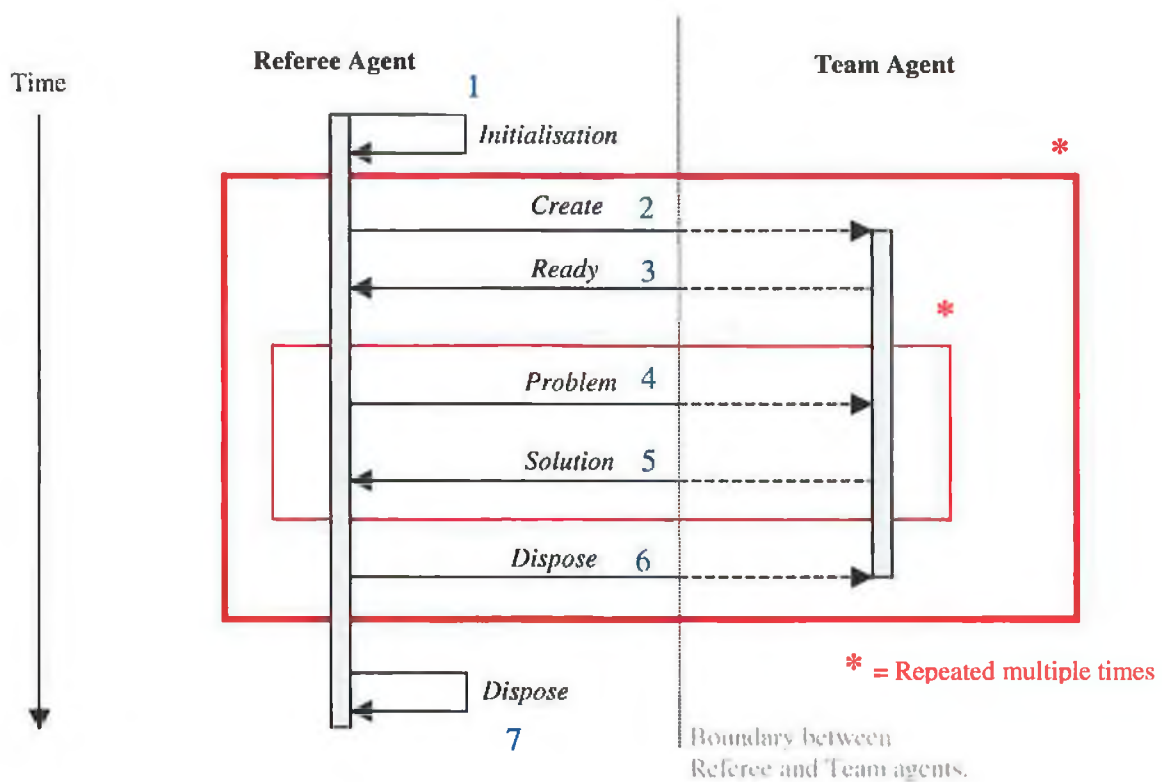 Referee Agent
Team Agent
Time
1
Initialisation
*
Create 2
Ready 3
*
Problem 4
Solution 5
Dispose 6
* = Repeated multiple times
Dispose
7
Boundary between
Referee and Team agents.